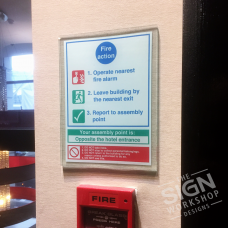 Fire
action
1. Operate nearest
fire alarm
2. Leave building by
the nearest exit
3. Report to assembly
point
Your assembly point is:
Opposite the hotel entrance
FIRE
THE
SIGN
WORKSHOP
DESIGNS